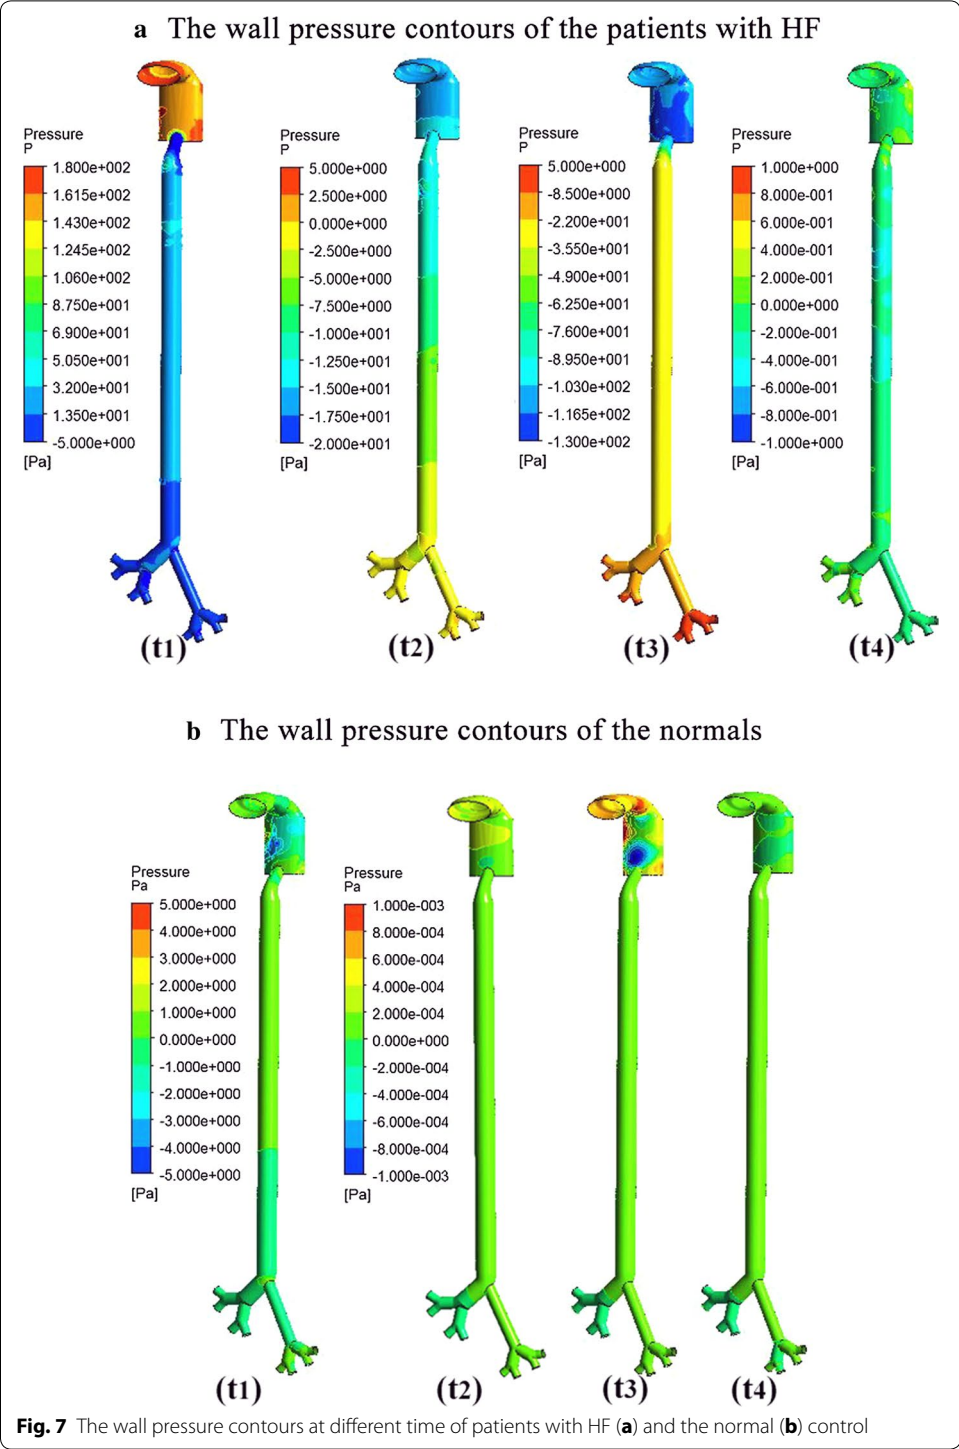 a The wall pressure contours of the patients with HF
Pressure
P
1.800e+002
1.615e+002
1.430e+002
1.245e+002
1.060e+002
8.750e+001
6.900e+001
5.050e+001
3.200e+001
1.350e+001
-5.000e+000
[Pa]
Pressure
P
5.000e+000
2.500e+000
0.000e+000
-2.500e+000
-5.000e+000
-7.500e+000
-1.000e+001
-1.250e+001
-1.500e+001
-1.750e+001
-2.000e+001
[Pa]
Pressure
P
5.000e+000
-8.500e+000
-2.200e+001
-3.550e+001
-4.900e+001
-6.250e+001
-7.600e+001
-8.950e+001
-1.030e+002
-1.165e+002
-1.300e+002
[Pa]
Pressure
P
1.000e+000
8.000e-001
6.000e-001
4.000e-001
2.000e-001
0.000e+000
-2.000e-001
-4.000e-001
-6.000e-001
-8.000e-001
-1.000e+000
[Pa]
(t1) (t2) (t3) (t4)
b The wall pressure contours of the normals
Pressure
Pa
5.000e+000
4.000e+000
3.000e+000
2.000e+000
1.000e+000
0.000e+000
-1.000e+000
-2.000e+000
-3.000e+000
-4.000e+000
-5.000e+000
[Pa]
Pressure
Pa
1.000e-003
8.000e-004
6.000e-004
4.000e-004
2.000e-004
0.000e+000
-2.000e-004
-4.000e-004
-6.000e-004
-8.000e-004
-1.000e-003
[Pa]
(t1) (t2) (t3) (t4)
Fig. 7 The wall pressure contours at different time of patients with HF (a) and the normal (b) control